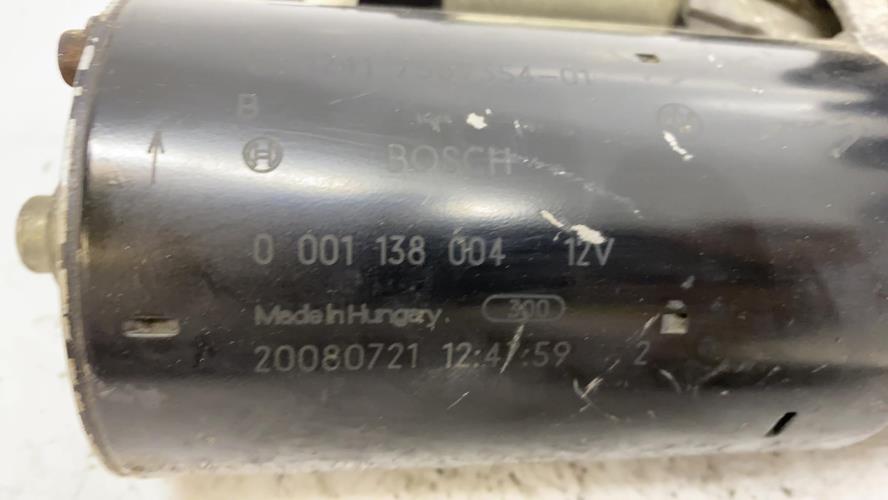 B
BOSCH
0 001 138 004 12V
Made in Hungary
300
20080721 12:47:59 2